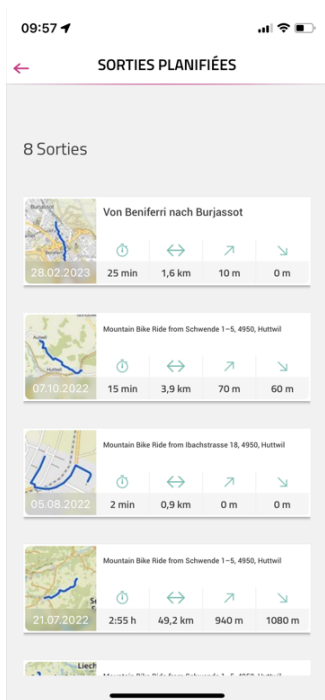 09:57
SORTIES PLANIFIÉES
8 Sorties
Von Beniferri nach Burjassot
28.02.2023
25 min 1,6 km 10 m 0 m
Mountain Bike Ride from Schwende 1–5, 4950, Huttwil
07.10.2022
15 min 3,9 km 70 m 60 m
Mountain Bike Ride from Ibachstrasse 18, 4950, Huttwil
05.08.2022
2 min 0,9 km 0 m 0 m
Mountain Bike Ride from Schwende 1–5, 4950, Huttwil
21.07.2022
2:55 h 49,2 km 940 m 1080 m
Liech